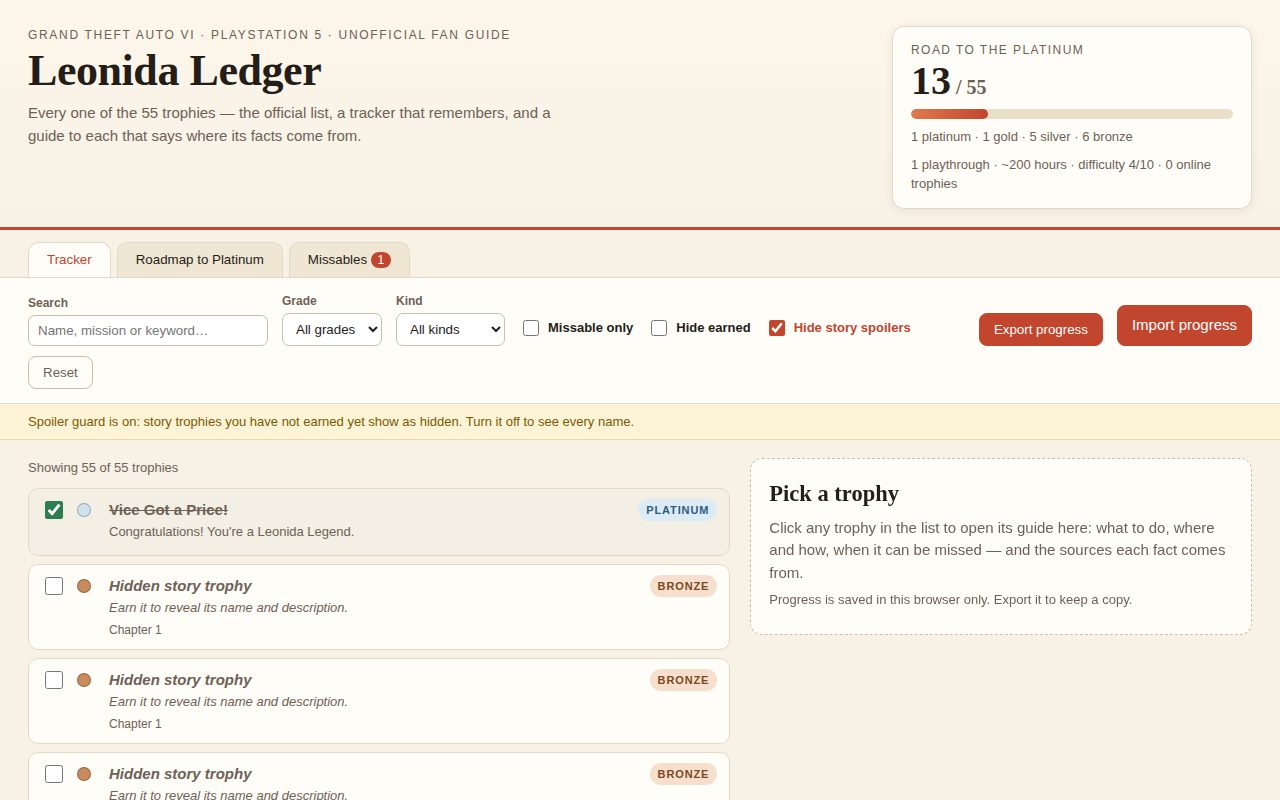 GRAND THEFT AUTO VI · PLAYSTATION 5 · UNOFFICIAL FAN GUIDE
Leonida Ledger
Every one of the 55 trophies — the official list, a tracker that remembers, and a
guide to each that says where its facts come from.
ROAD TO THE PLATINUM
13 / 55
1 platinum · 1 gold · 5 silver · 6 bronze
1 playthrough · ~200 hours · difficulty 4/10 · 0 online
trophies
Tracker
Roadmap to Platinum
Missables 1
Search
Name, mission or keyword…
Grade
All grades
Kind
All kinds
Missable only
Hide earned
Hide story spoilers
Export progress
Import progress
Reset
Spoiler guard is on: story trophies you have not earned yet show as hidden. Turn it off to see every name.
Showing 55 of 55 trophies
Vice Got a Price!
PLATINUM
Congratulations! You're a Leonida Legend.
Hidden story trophy
BRONZE
Earn it to reveal its name and description.
Chapter 1
Hidden story trophy
BRONZE
Earn it to reveal its name and description.
Chapter 1
Hidden story trophy
BRONZE
Earn it to reveal its name and description.
Pick a trophy
Click any trophy in the list to open its guide here: what to do, where
and how, when it can be missed — and the sources each fact comes
from.
Progress is saved in this browser only. Export it to keep a copy.